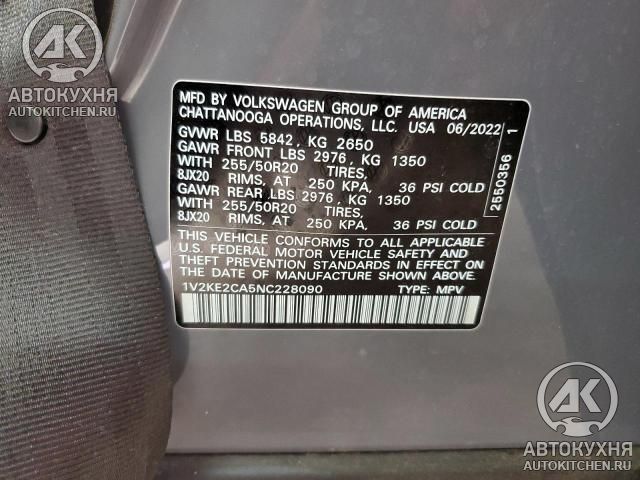 АВТОКУХНЯ
AUTOKITCHEN.RU
MFD BY VOLKSWAGEN GROUP OF AMERICA
CHATTANOOGA OPERATIONS, LLC. USA 06/2022
GVWR LBS 5842, KG 2650
GAWR FRONT LBS 2976, KG 1350
WITH 255/50R20 TIRES,
8JX20 RIMS, AT 250 KPA, 36 PSI COLD
GAWR REAR LBS 2976, KG 1350
WITH 255/50R20 TIRES,
8JX20 RIMS, AT 250 KPA, 36 PSI COLD
THIS VEHICLE CONFORMS TO ALL APPLICABLE
U.S. FEDERAL MOTOR VEHICLE SAFETY AND
THEFT PREVENTION STANDARDS IN EFFECT ON
THE DATE OF MANUFACTURE SHOWN ABOVE.
1V2KE2CA5NC228090 TYPE: MPV
2550356 1
АК
АВТОКУХНЯ
AUTOKITCHEN.RU